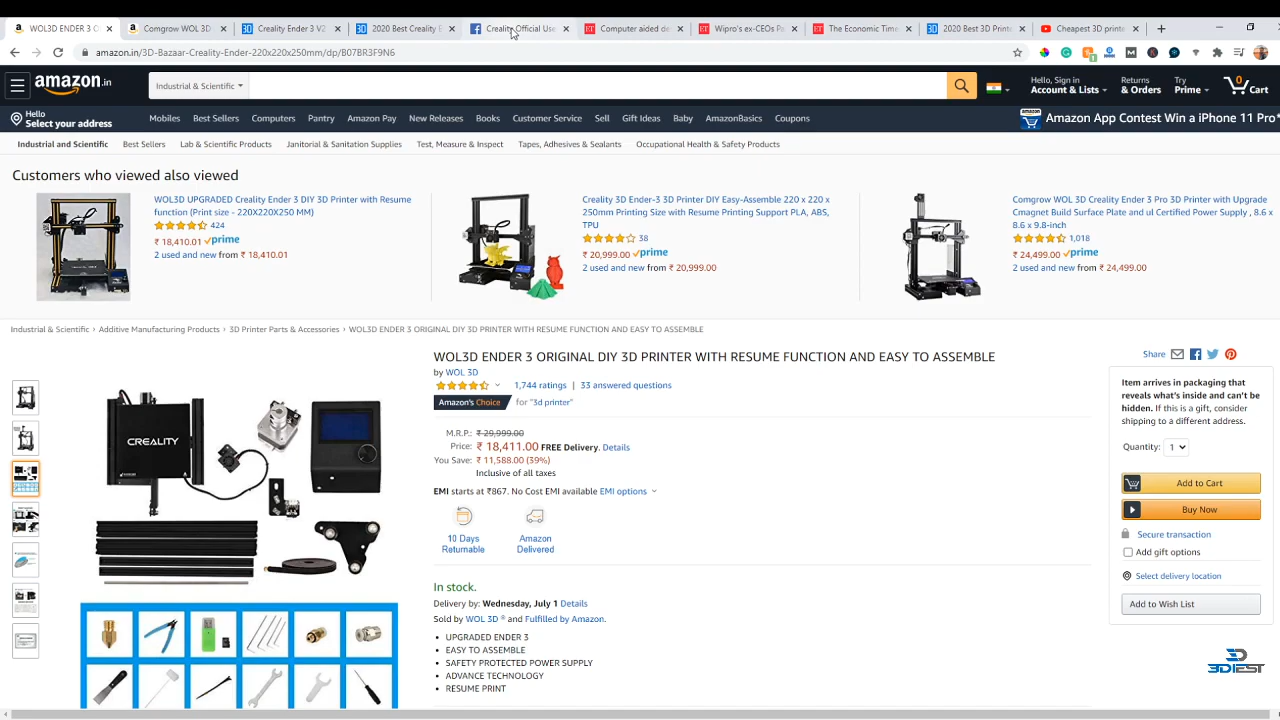 WOL3D ENDER 3 O
Comgrow WOL 3D
Creality Ender 3 V2
2020 Best Creality E
Creality Official Use
Computer aided de
Wipro's ex-CEOs Pa
The Economic Time
2020 Best 3D Print
Cheapest 3D printe
amazon.in/3D-Bazaar-Creality-Ender-220x220x250mm/dp/B07BR3F9N6
amazon.in
Industrial & Scientific
Hello, Sign in
Account & Lists
Returns
& Orders
Try
Prime
0
Cart
Hello
Select your address
Mobiles
Best Sellers
Computers
Pantry
Amazon Pay
New Releases
Books
Customer Service
Sell
Gift Ideas
Baby
AmazonBasics
Coupons
Amazon App Contest Win a iPhone 11 Pro*
Industrial and Scientific
Best Sellers
Lab & Scientific Products
Janitorial & Sanitation Supplies
Test, Measure & Inspect
Tapes, Adhesives & Sealants
Occupational Health & Safety Products
Customers who viewed also viewed
WOL3D UPGRADED Creality Ender 3 DIY 3D Printer with Resume
function (Print size - 220X220X250 MM)
424
₹ 18,410.01 prime
2 used and new from ₹ 18,410.01
Creality 3D Ender-3 3D Printer DIY Easy-Assemble 220 x 220 x
250mm Printing Size with Resume Printing Support PLA, ABS,
TPU
38
₹ 20,999.00 prime
2 used and new from ₹ 20,999.00
Comgrow WOL 3D Creality Ender 3 Pro 3D Printer with Upgrade
Cmagnet Build Surface Plate and ul Certified Power Supply , 8.6 x
8.6 x 9.8-inch
1,018
₹ 24,499.00 prime
2 used and new from ₹ 24,499.00
Industrial & Scientific › Additive Manufacturing Products › 3D Printer Parts & Accessories › WOL3D ENDER 3 ORIGINAL DIY 3D PRINTER WITH RESUME FUNCTION AND EASY TO ASSEMBLE
WOL3D ENDER 3 ORIGINAL DIY 3D PRINTER WITH RESUME FUNCTION AND EASY TO ASSEMBLE
by WOL 3D
1,744 ratings | 33 answered questions
Amazon's Choice for "3d printer"
M.R.P.: ₹ 29,999.00
Price: ₹ 18,411.00 FREE Delivery. Details
You Save: ₹ 11,588.00 (39%)
Inclusive of all taxes
EMI starts at ₹867. No Cost EMI available EMI options
10 Days
Returnable
Amazon
Delivered
In stock.
Delivery by: Wednesday, July 1 Details
Sold by WOL 3D ® and Fulfilled by Amazon.
• UPGRADED ENDER 3
• EASY TO ASSEMBLE
• SAFETY PROTECTED POWER SUPPLY
• ADVANCE TECHNOLOGY
• RESUME PRINT
CREALITY
Share
Item arrives in packaging that
reveals what's inside and can't be
hidden. If this is a gift, consider
shipping to a different address.
Quantity: 1
Add to Cart
Buy Now
Secure transaction
Add gift options
Select delivery location
Add to Wish List